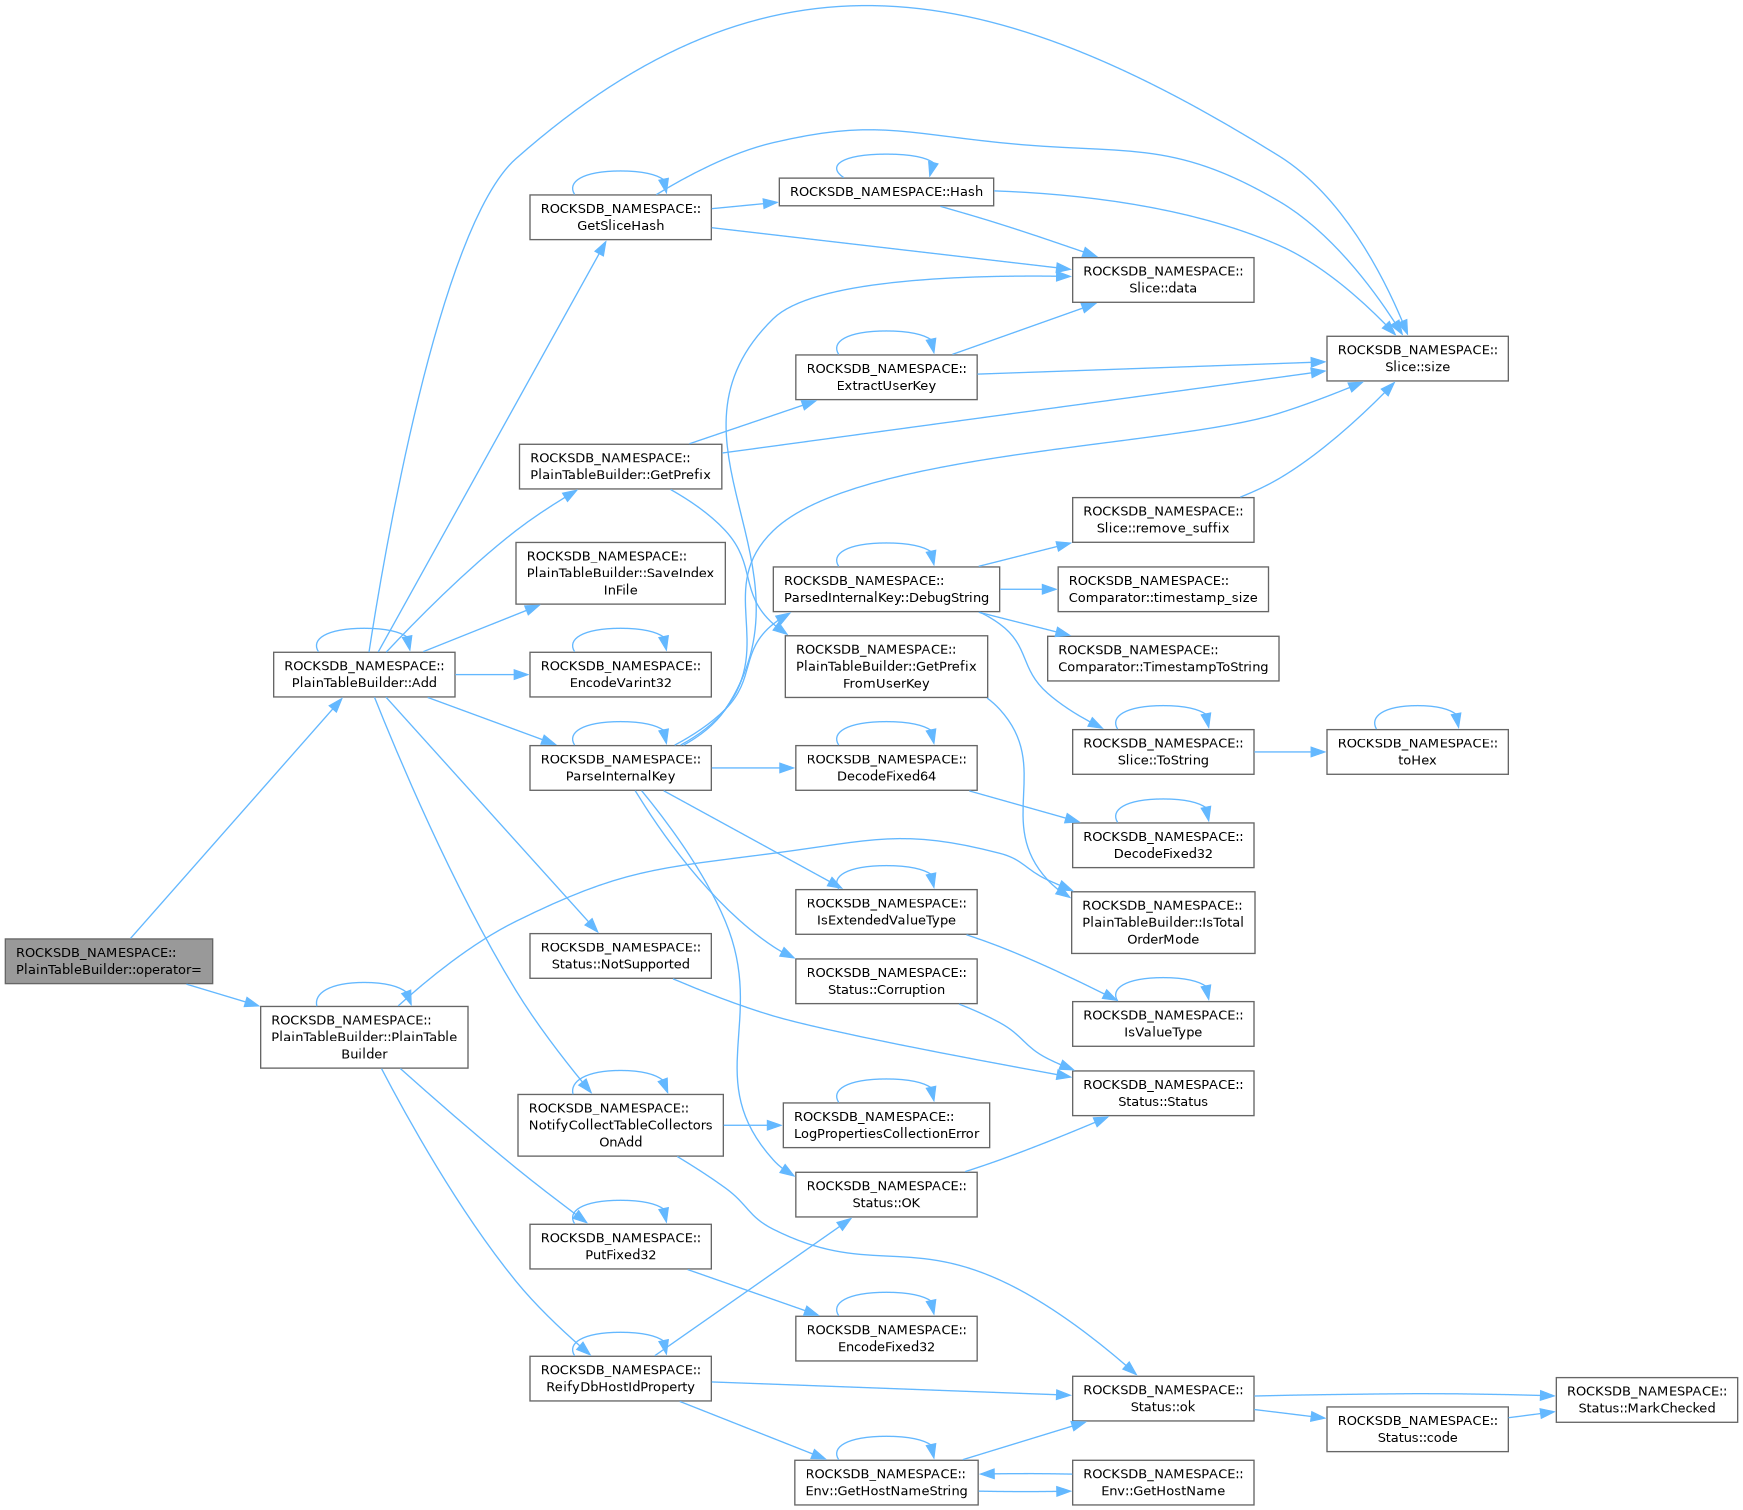 ROCKSDB_NAMESPACE::
PlainTableBuilder::operator=
ROCKSDB_NAMESPACE::
PlainTableBuilder::Add
ROCKSDB_NAMESPACE::
PlainTableBuilder::PlainTable
Builder
ROCKSDB_NAMESPACE::
GetSliceHash
ROCKSDB_NAMESPACE::
PlainTableBuilder::GetPrefix
ROCKSDB_NAMESPACE::
PlainTableBuilder::SaveIndex
InFile
ROCKSDB_NAMESPACE::
EncodeVarint32
ROCKSDB_NAMESPACE::
ParseInternalKey
ROCKSDB_NAMESPACE::
Status::NotSupported
ROCKSDB_NAMESPACE::
NotifyCollectTableCollectors
OnAdd
ROCKSDB_NAMESPACE::
PutFixed32
ROCKSDB_NAMESPACE::
ReifyDbHostIdProperty
ROCKSDB_NAMESPACE::Hash
ROCKSDB_NAMESPACE::
ExtractUserKey
ROCKSDB_NAMESPACE::
ParsedInternalKey::DebugString
ROCKSDB_NAMESPACE::
PlainTableBuilder::GetPrefix
FromUserKey
ROCKSDB_NAMESPACE::
DecodeFixed64
ROCKSDB_NAMESPACE::
IsExtendedValueType
ROCKSDB_NAMESPACE::
Status::Corruption
ROCKSDB_NAMESPACE::
LogPropertiesCollectionError
ROCKSDB_NAMESPACE::
Status::OK
ROCKSDB_NAMESPACE::
EncodeFixed32
ROCKSDB_NAMESPACE::
Env::GetHostNameString
ROCKSDB_NAMESPACE::
Slice::data
ROCKSDB_NAMESPACE::
Slice::remove_suffix
ROCKSDB_NAMESPACE::
Comparator::timestamp_size
ROCKSDB_NAMESPACE::
Comparator::TimestampToString
ROCKSDB_NAMESPACE::
Slice::ToString
ROCKSDB_NAMESPACE::
DecodeFixed32
ROCKSDB_NAMESPACE::
PlainTableBuilder::IsTotal
OrderMode
ROCKSDB_NAMESPACE::
IsValueType
ROCKSDB_NAMESPACE::
Status::Status
ROCKSDB_NAMESPACE::
Status::ok
ROCKSDB_NAMESPACE::
Env::GetHostName
ROCKSDB_NAMESPACE::
Slice::size
ROCKSDB_NAMESPACE::
toHex
ROCKSDB_NAMESPACE::
Status::code
ROCKSDB_NAMESPACE::
Status::MarkChecked